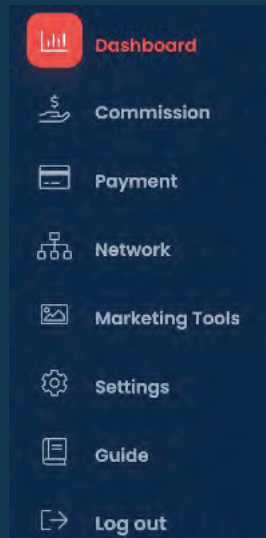 Dashboard
Commission
Payment
Network
Marketing Tools
Settings
Guide
Log out